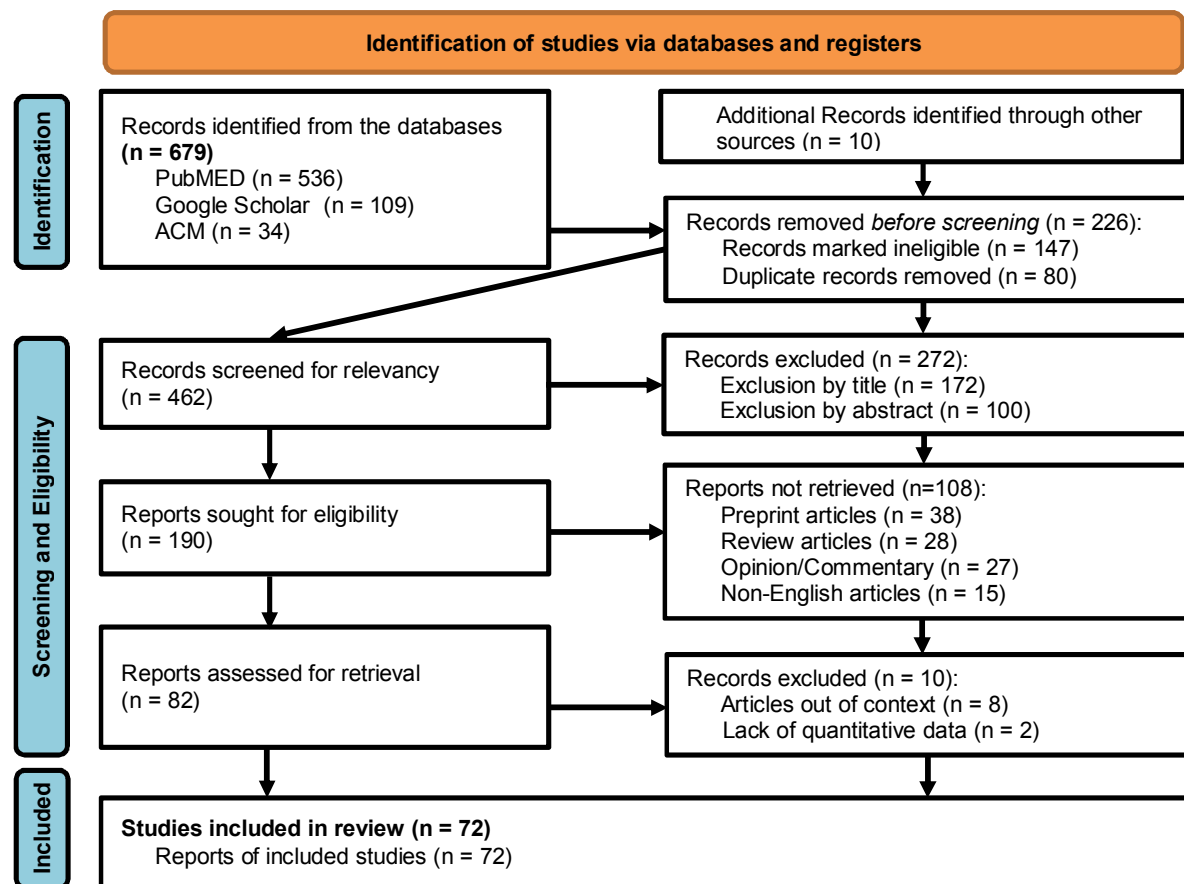 Identification of studies via databases and registers
Identification
Records identified from the databases
(n = 679)
PubMED (n = 536)
Google Scholar (n = 109)
ACM (n = 34)
Additional Records identified through other
sources (n = 10)
Records removed before screening (n = 226):
Records marked ineligible (n = 147)
Duplicate records removed (n = 80)
Screening and Eligibility
Records screened for relevancy
(n = 462)
Records excluded (n = 272):
Exclusion by title (n = 172)
Exclusion by abstract (n = 100)
Reports sought for eligibility
(n = 190)
Reports not retrieved (n=108):
Preprint articles (n = 38)
Review articles (n = 28)
Opinion/Commentary (n = 27)
Non-English articles (n = 15)
Reports assessed for retrieval
(n = 82)
Records excluded (n = 10):
Articles out of context (n = 8)
Lack of quantitative data (n = 2)
Included
Studies included in review (n = 72)
Reports of included studies (n = 72)